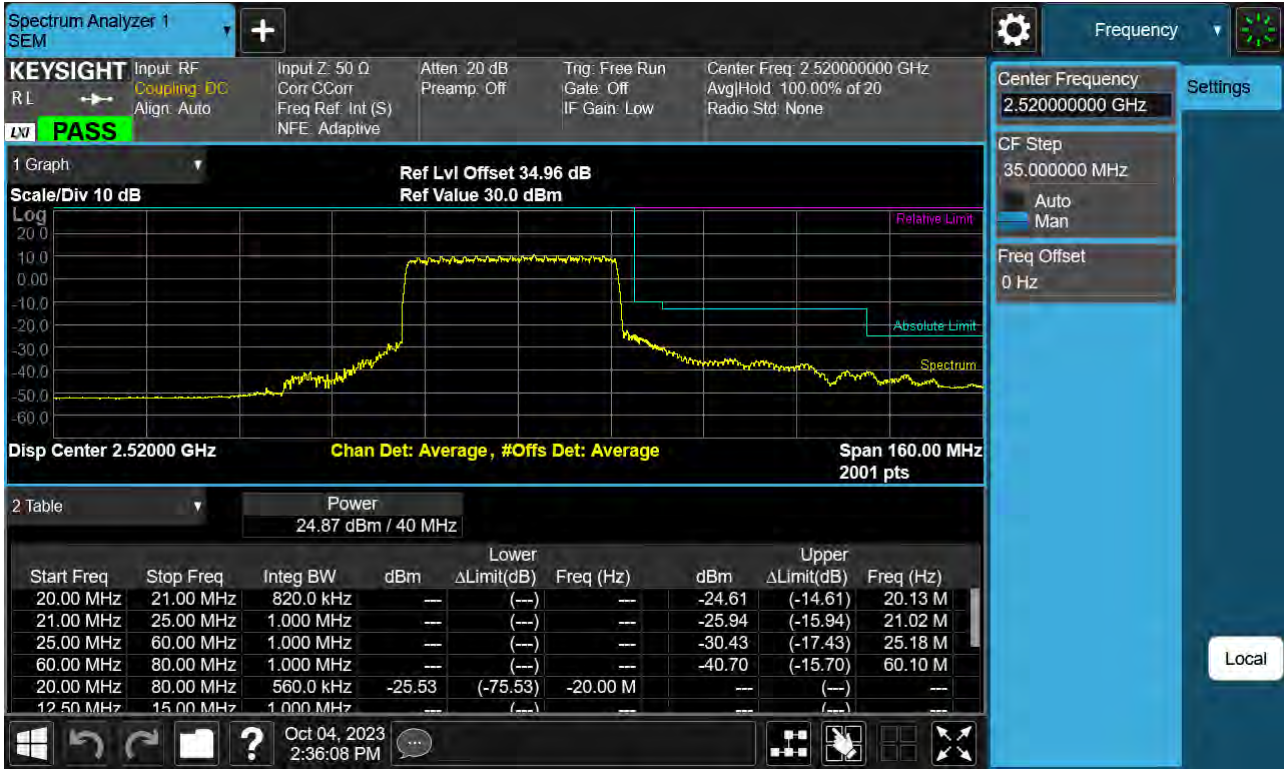 Spectrum Analyzer 1
SEM
Frequency
KEYSIGHT
R L
LXI
PASS
Input: RF
Coupling: DC
Align: Auto
Input Z: 50 Ω
Corr CCorr
Freq Ref: Int (S)
NFE: Adaptive
Atten: 20 dB
Preamp: Off
Trig: Free Run
Gate: Off
IF Gain: Low
Center Freq: 2.520000000 GHz
Avg|Hold: 100.00% of 20
Radio Std: None
Center Frequency
2.520000000 GHz
Settings
CF Step
35.000000 MHz
Auto
Man
Freq Offset
0 Hz
Local
1 Graph
Scale/Div 10 dB
Ref Lvl Offset 34.96 dB
Ref Value 30.0 dBm
Log
20.0
10.0
0.00
-10.0
-20.0
-30.0
-40.0
-50.0
-60.0
Relative Limit
Absolute Limit
Spectrum
Disp Center 2.52000 GHz
Chan Det: Average , #Offs Det: Average
Span 160.00 MHz
2001 pts
2 Table
Power
24.87 dBm / 40 MHz
Lower Upper
Start Freq Stop Freq Integ BW dBm ΔLimit(dB) Freq (Hz) dBm ΔLimit(dB) Freq (Hz)
20.00 MHz 21.00 MHz 820.0 kHz --- (---) --- -24.61 (-14.61) 20.13 M
21.00 MHz 25.00 MHz 1.000 MHz --- (---) --- -25.94 (-15.94) 21.02 M
25.00 MHz 60.00 MHz 1.000 MHz --- (---) --- -30.43 (-17.43) 25.18 M
60.00 MHz 80.00 MHz 1.000 MHz --- (---) --- -40.70 (-15.70) 60.10 M
20.00 MHz 80.00 MHz 560.0 kHz -25.53 (-75.53) -20.00 M --- (---) ---
12.50 MHz 15.00 MHz 1.000 MHz --- (---) --- --- (---) ---
?
Oct 04, 2023
2:36:08 PM